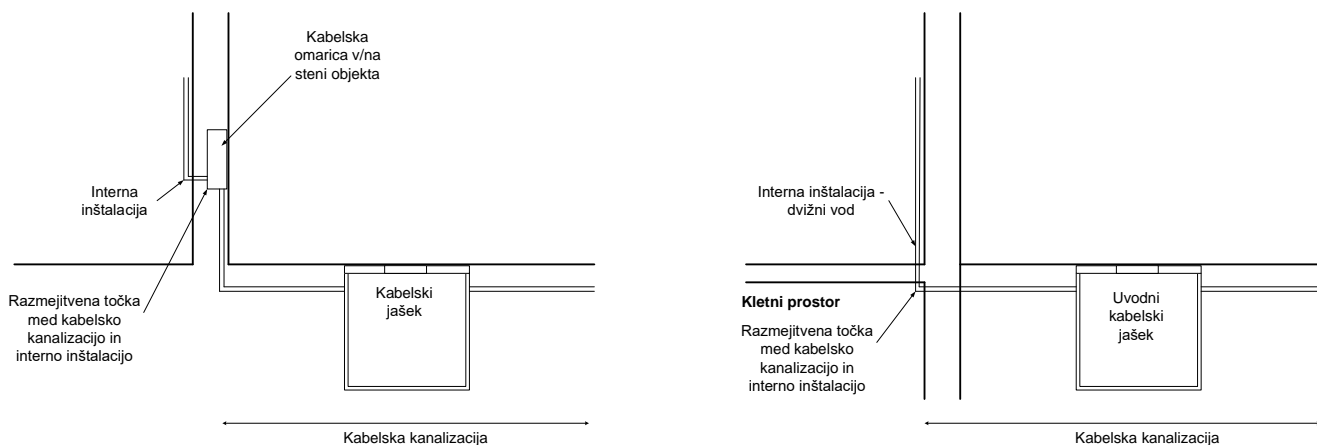 Kabelska
omarica v/na
steni objekta
Interna
inštalacija
Razmejitvena točka
med kabelsko
kanalizacijo in
interno inštalacijo
Kabelski
jašek
Kabelska kanalizacija
Interna inštalacija -
dvižni vod
Kletni prostor
Razmejitvena točka
med kabelsko
kanalizacijo in
interno inštalacijo
Uvodni
kabelski
jašek
Kabelska kanalizacija